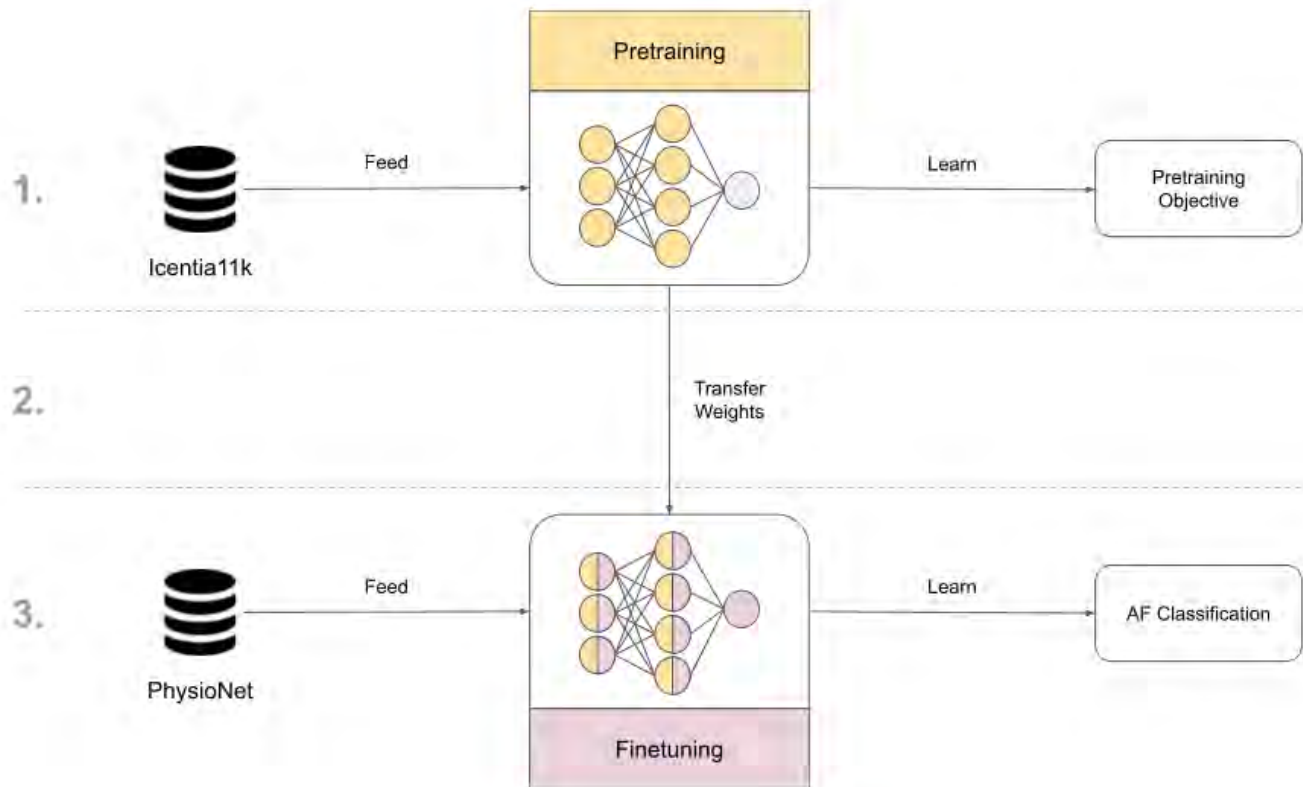 Pretraining
1.
Feed
Learn
Pretraining
Objective
Icentia11k
2.
Transfer
Weights
3.
Feed
Learn
AF Classification
PhysioNet
Finetuning